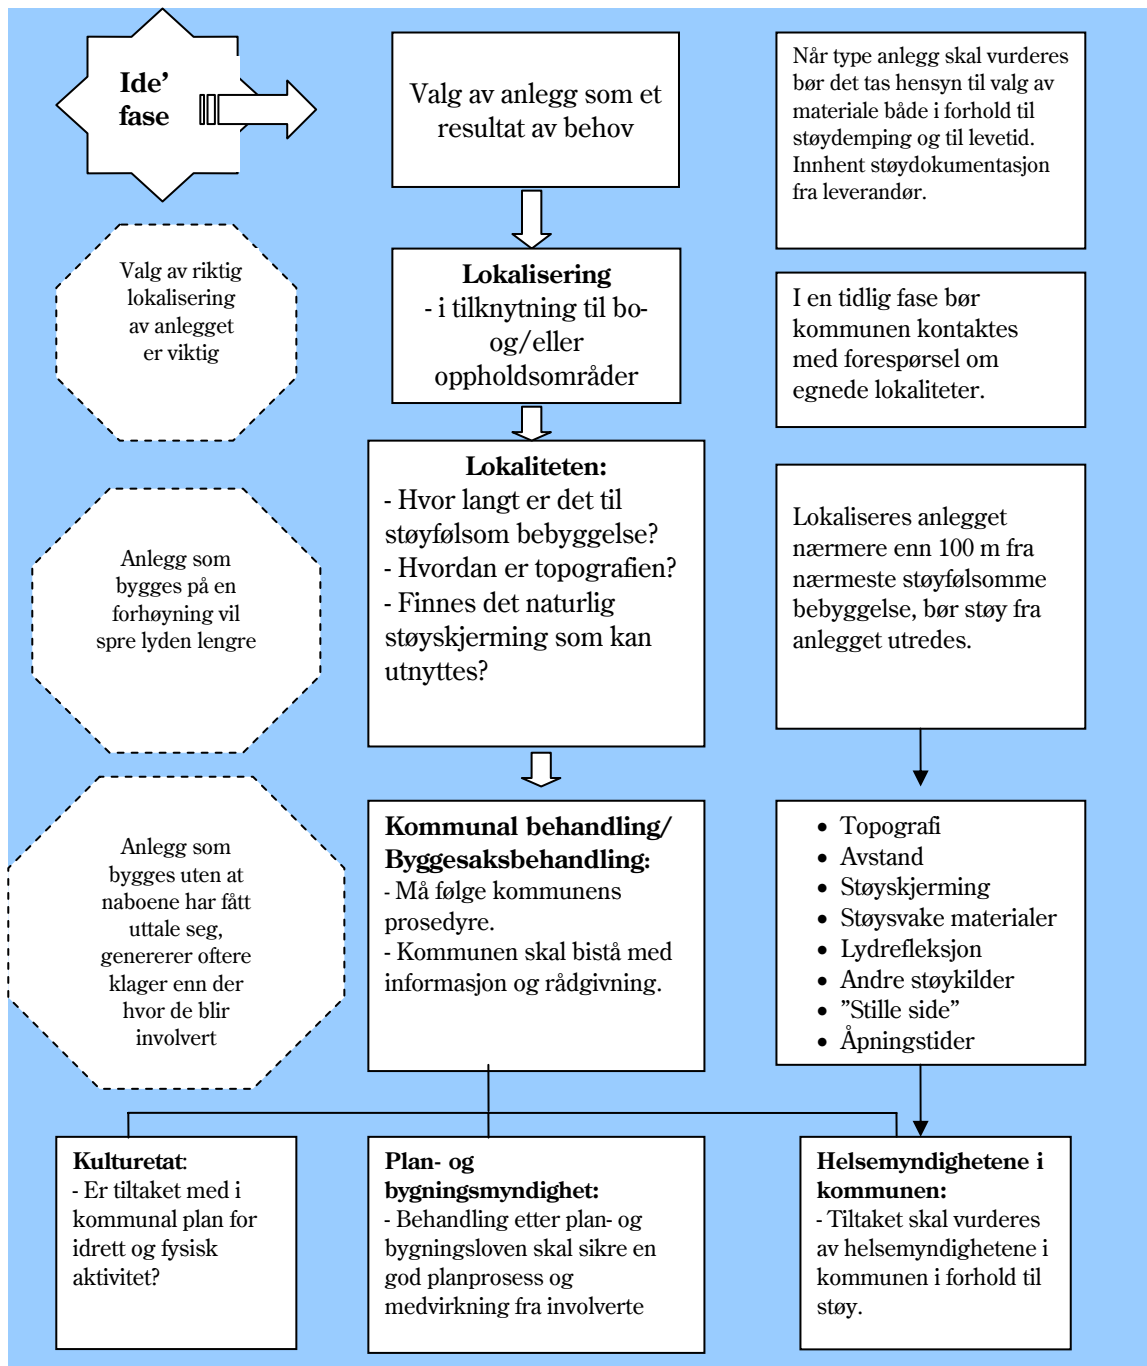 Ide'
fase
Valg av anlegg som et
resultat av behov
Når type anlegg skal vurderes
bør det tas hensyn til valg av
materiale både i forhold til
støydemping og til levetid.
Innhent støydokumentasjon
fra leverandør.
Valg av riktig
lokalisering
av anlegget
er viktig
Lokalisering
- i tilknytning til bo-
og/eller
oppholdsområder
I en tidlig fase bør
kommunen kontaktes
med forespørsel om
egnede lokaliteter.
Anlegg som
bygges på en
forhøyning vil
spre lyden lengre
Lokaliteten:
- Hvor langt er det til
støyfølsom bebyggelse?
- Hvordan er topografien?
- Finnes det naturlig
støyskjerming som kan
utnyttes?
Lokaliseres anlegget
nærmere enn 100 m fra
nærmeste støyfølsomme
bebyggelse, bør støy fra
anlegget utredes.
Anlegg som
bygges uten at
naboene har fått
uttale seg,
genererer oftere
klager enn der
hvor de blir
involvert
Kommunal behandling/
Byggesaksbehandling:
- Må følge kommunens
prosedyre.
- Kommunen skal bistå med
informasjon og rådgivning.
• Topografi
• Avstand
• Støyskjerming
• Støysvake materialer
• Lydrefleksjon
• Andre støykilder
• ”Stille side”
• Åpningstider
Kulturetat:
- Er tiltaket med i
kommunal plan for
idrett og fysisk
aktivitet?
Plan- og
bygningsmyndighet:
- Behandling etter plan- og
bygningsloven skal sikre en
god planprosess og
medvirkning fra involverte
Helsemyndighetene i
kommunen:
- Tiltaket skal vurderes
av helsemyndighetene i
kommunen i forhold til
støy.